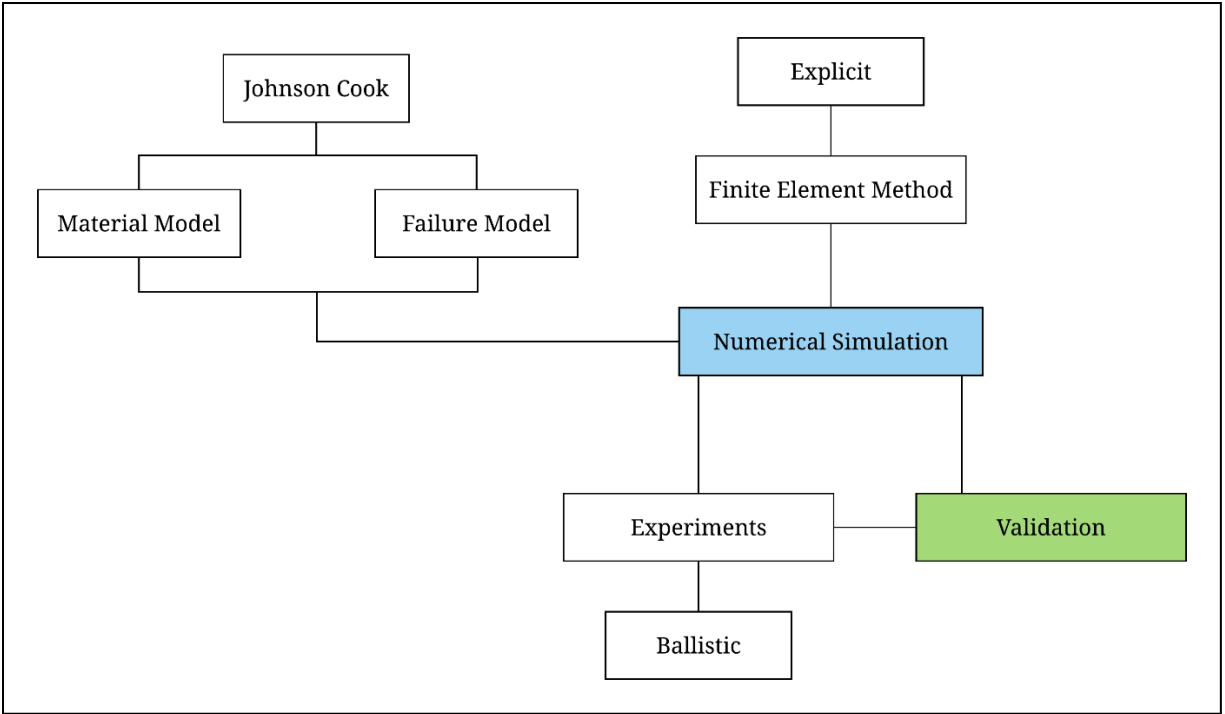 Johnson Cook
Explicit
Finite Element Method
Material Model
Failure Model
Numerical Simulation
Experiments
Validation
Ballistic